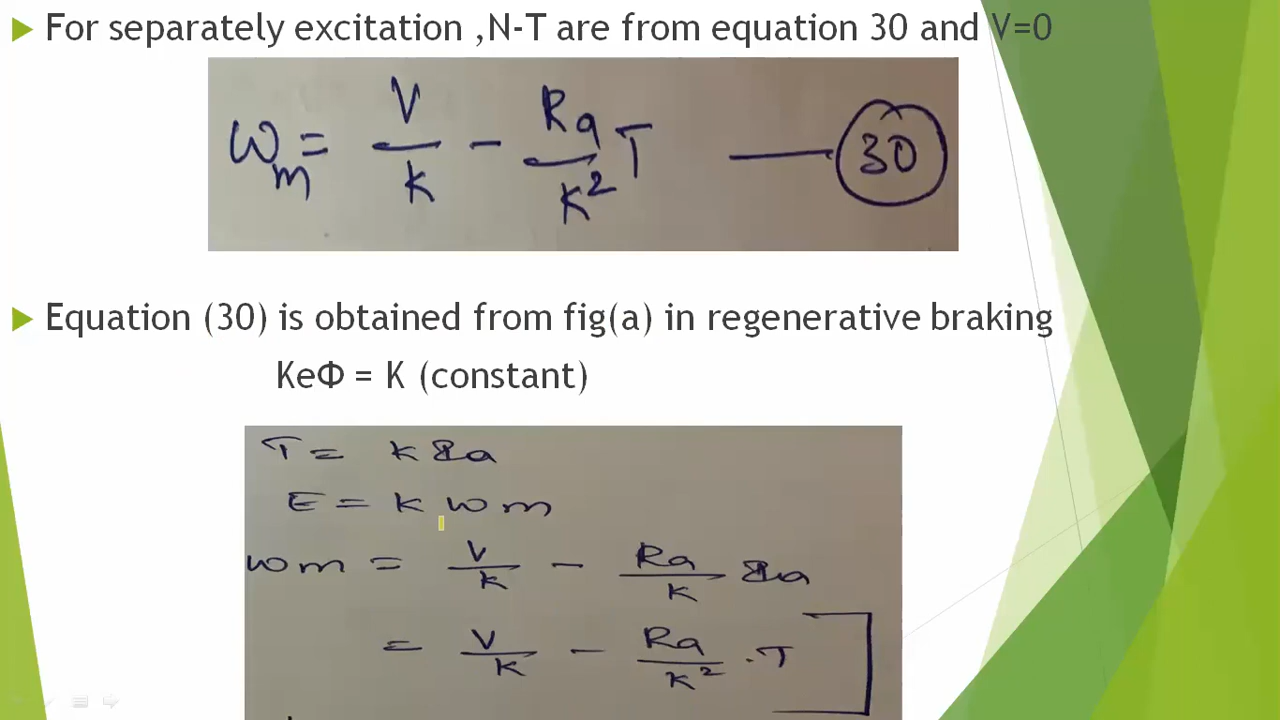 For separately excitation ,N-T are from equation 30 and V=0
ωm = V/K - Ra/K² T — 30
Equation (30) is obtained from fig(a) in regenerative braking
KeΦ = K (constant)
T = K Ia
E = K ωm
ωm = V/K - Ra/K Ia
= V/K - Ra/K² . T